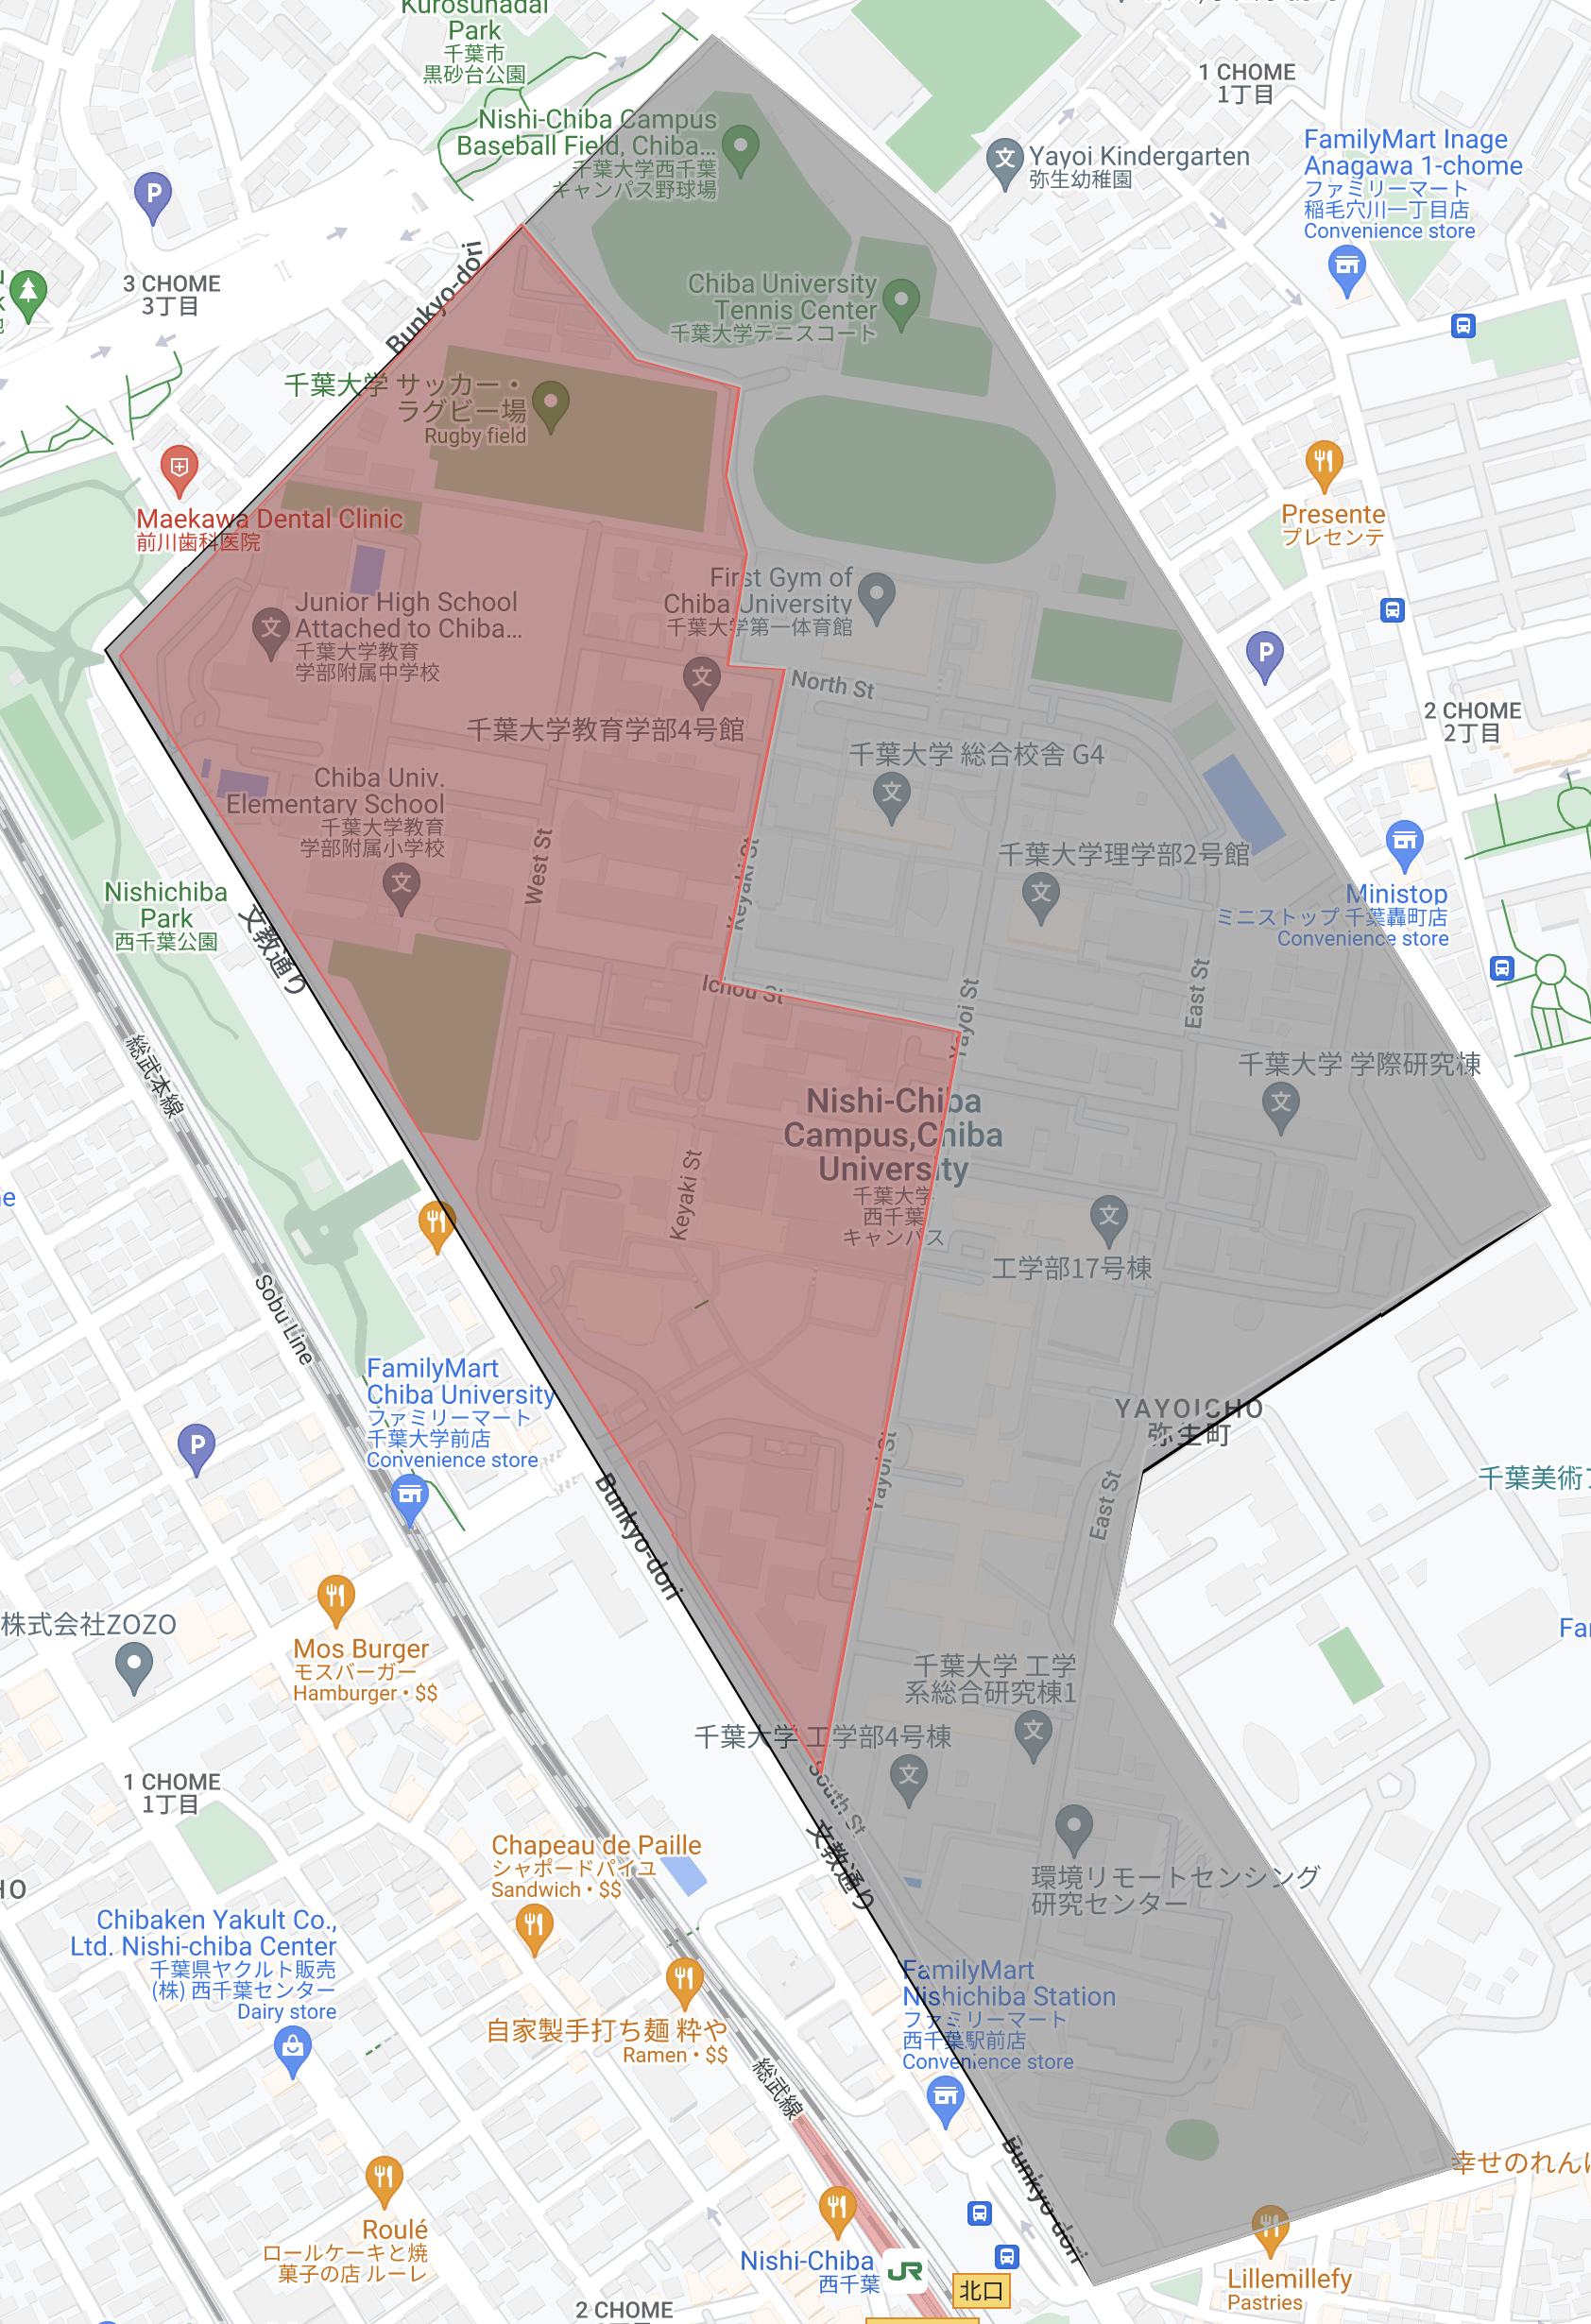 Kurosunadai
Park
千葉市
黒砂台公園
1 CHOME
1丁目
Nishi-Chiba Campus
Baseball Field, Chiba...
千葉大学西千葉
キャンパス野球場
Yayoi Kindergarten
弥生幼稚園
FamilyMart Inage
Anagawa 1-chome
ファミリーマート
稲毛穴川一丁目店
Convenience store
P
3 CHOME
3丁目
Bunkyo-dori
Chiba University
Tennis Center
千葉大学テニスコート
千葉大学 サッカー・
ラグビー場
Rugby field
Maekawa Dental Clinic
前川歯科医院
Presente
プレセンテ
First Gym of
Chiba University
千葉大学第一体育館
Junior High School
Attached to Chiba...
千葉大学教育
学部附属中学校
P
North St
千葉大学教育学部4号館
2 CHOME
2丁目
千葉大学 総合校舎 G4
Chiba Univ.
Elementary School
千葉大学教育
学部附属小学校
West St
Keyaki St
千葉大学理学部2号館
Ministop
ミニストップ 千葉轟町店
Convenience store
Nishichiba
Park
西千葉公園
文教通り
Ichou St
Yayoi St
East St
総武本線
千葉大学 学際研究棟
Nishi-Chiba
Campus,Chiba
University
千葉大学
西千葉
キャンパス
Keyaki St
工学部17号棟
Sobu Line
FamilyMart
Chiba University
ファミリーマート
千葉大学前店
Convenience store
YAYOICHO
弥生町
P
Yayoi St
East St
千葉美術
Bunkyo-dori
株式会社ZOZO
Mos Burger
モスバーガー
Hamburger • $$
千葉大学 工学
系総合研究棟1
千葉大学 工学部4号棟
1 CHOME
1丁目
South St
文教通り
Chapeau de Paille
シャポードパイユ
Sandwich • $$
環境リモートセンシング
研究センター
Chibaken Yakult Co.,
Ltd. Nishi-chiba Center
千葉県ヤクルト販売
(株) 西千葉センター
Dairy store
FamilyMart
Nishichiba Station
ファミリーマート
西千葉駅前店
Convenience store
自家製手打ち麺 粋や
Ramen • $$
総武線
Bunkyo-dori
幸せのれん
Roulé
ロールケーキと焼
菓子の店 ルーレ
Nishi-Chiba
西千葉
JR
北口
Lillemillefy
Pastries
2 CHOME